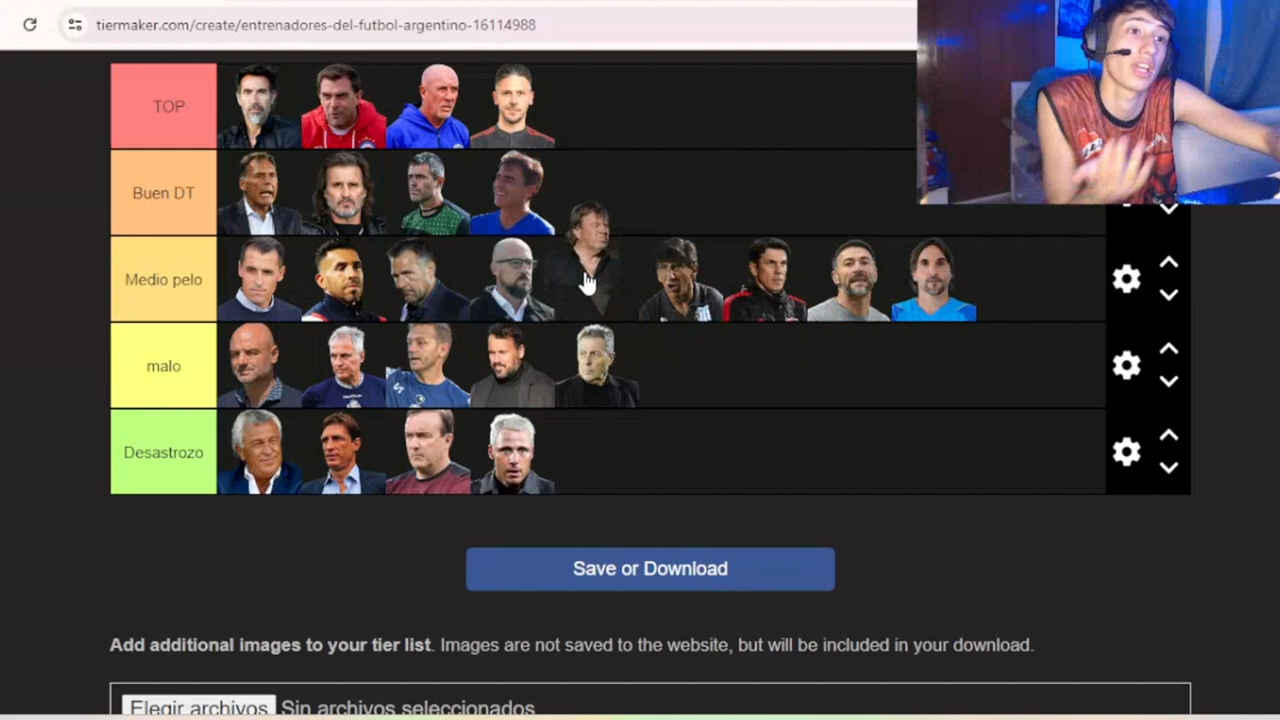 tiermaker.com/create/entrenadores-del-futbol-argentino-16114988
TOP
Buen DT
Medio pelo
malo
Desastrozo
Save or Download
Add additional images to your tier list. Images are not saved to the website, but will be included in your download.
Elegir archivos Sin archivos seleccionados